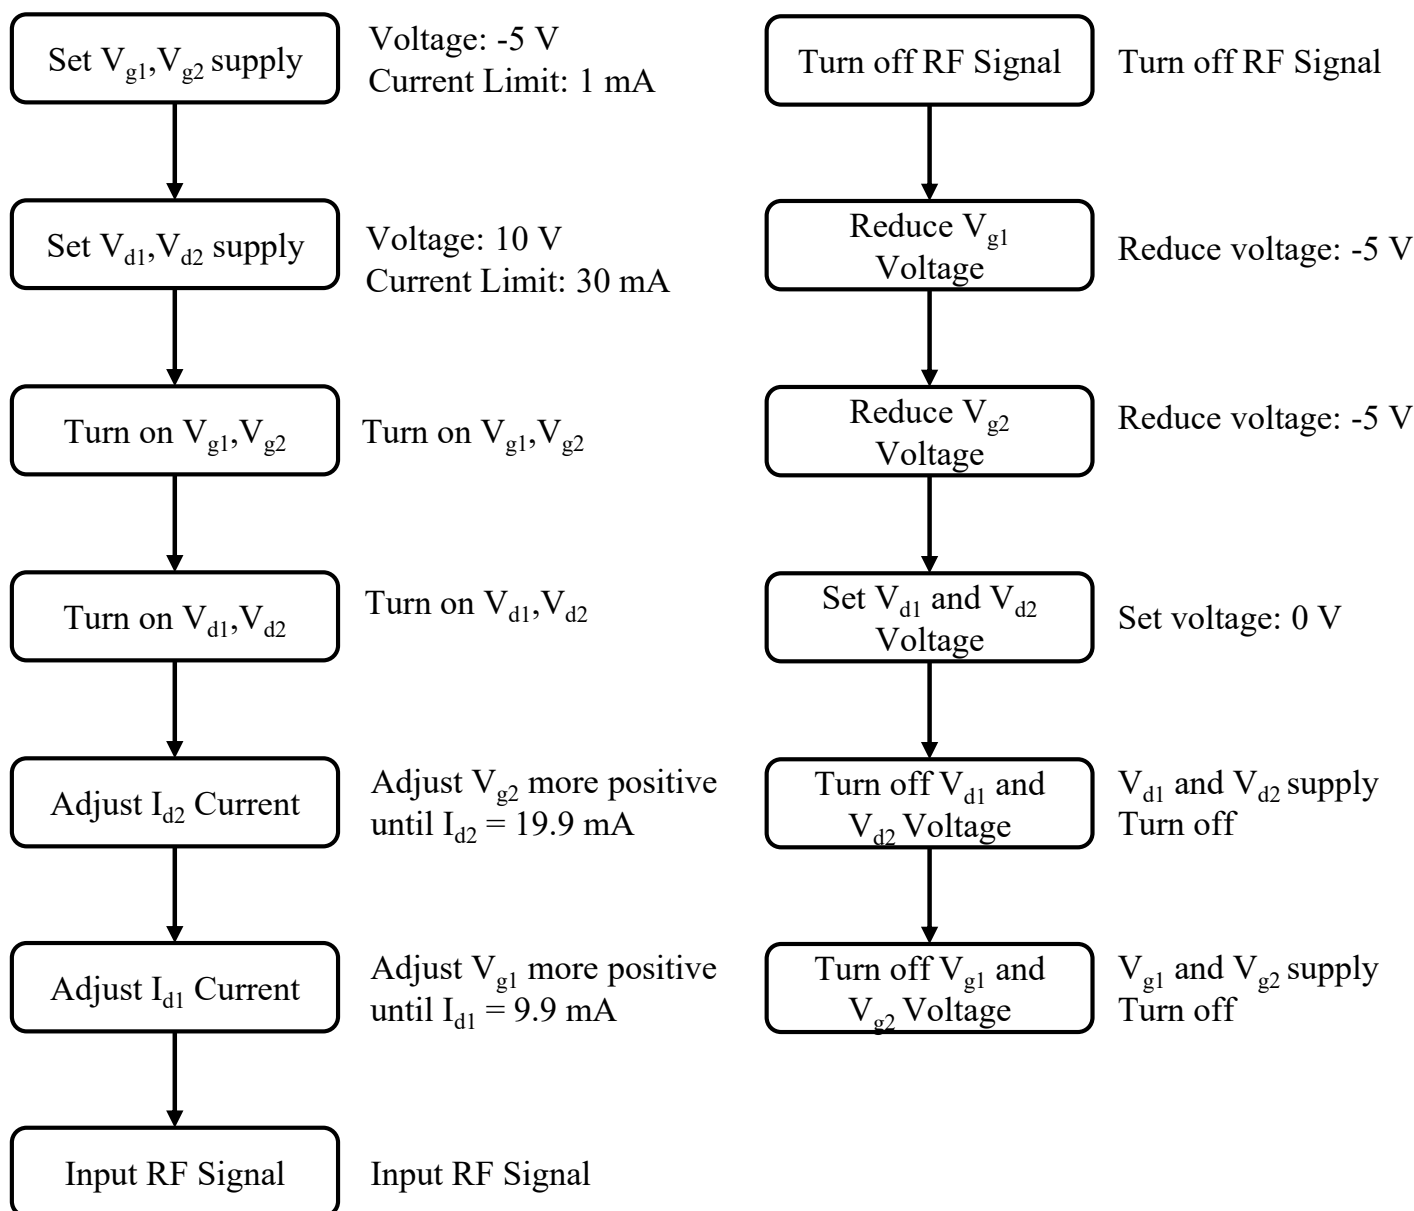 Set Vg1,Vg2 supply
Voltage: -5 V
Current Limit: 1 mA
Set Vd1,Vd2 supply
Voltage: 10 V
Current Limit: 30 mA
Turn on Vg1,Vg2
Turn on Vg1,Vg2
Turn on Vd1,Vd2
Turn on Vd1,Vd2
Adjust Id2 Current
Adjust Vg2 more positive
until Id2 = 19.9 mA
Adjust Id1 Current
Adjust Vg1 more positive
until Id1 = 9.9 mA
Input RF Signal
Input RF Signal
Turn off RF Signal
Turn off RF Signal
Reduce Vg1
Voltage
Reduce voltage: -5 V
Reduce Vg2
Voltage
Reduce voltage: -5 V
Set Vd1 and Vd2
Voltage
Set voltage: 0 V
Turn off Vd1 and
Vd2 Voltage
Vd1 and Vd2 supply
Turn off
Turn off Vg1 and
Vg2 Voltage
Vg1 and Vg2 supply
Turn off